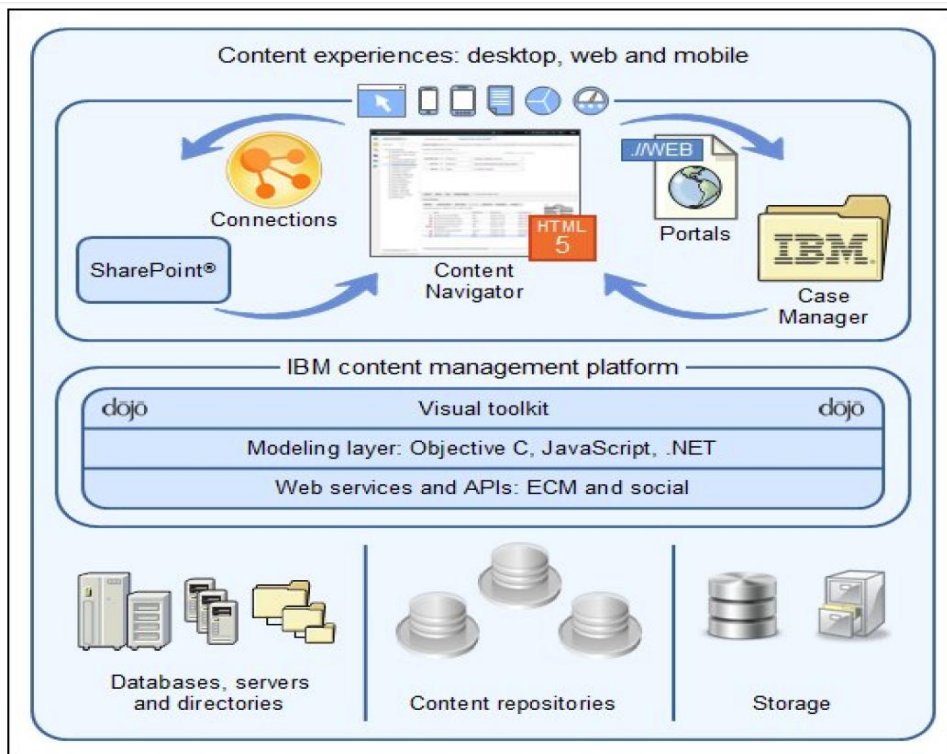 Content experiences: desktop, web and mobile
Connections
SharePoint®
HTML
5
Content
Navigator
.//WEB
Portals
IBM
Case
Manager
IBM content management platform
dōjō Visual toolkit dōjō
Modeling layer: Objective C, JavaScript, .NET
Web services and APIs: ECM and social
Databases, servers
and directories
Content repositories
Storage